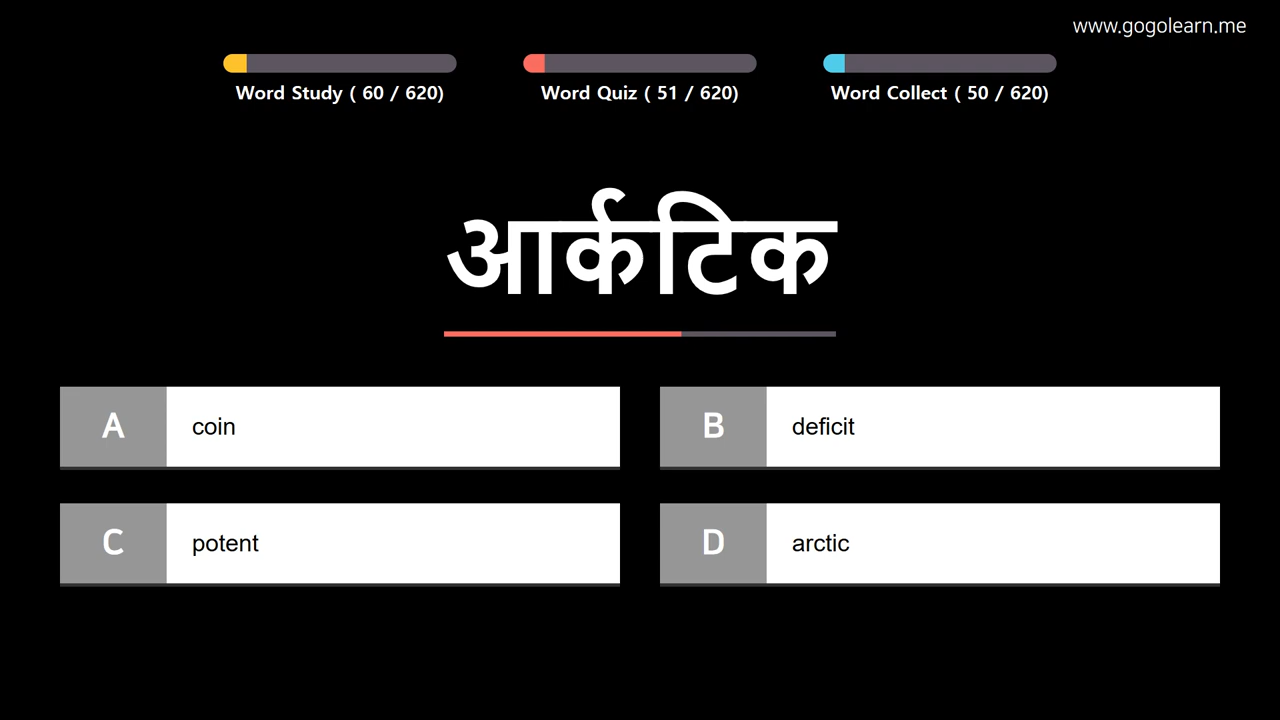 www.gogolearn.me
Word Study ( 60 / 620)
Word Quiz ( 51 / 620)
Word Collect ( 50 / 620)
आर्कटिक
A coin
B deficit
C potent
D arctic